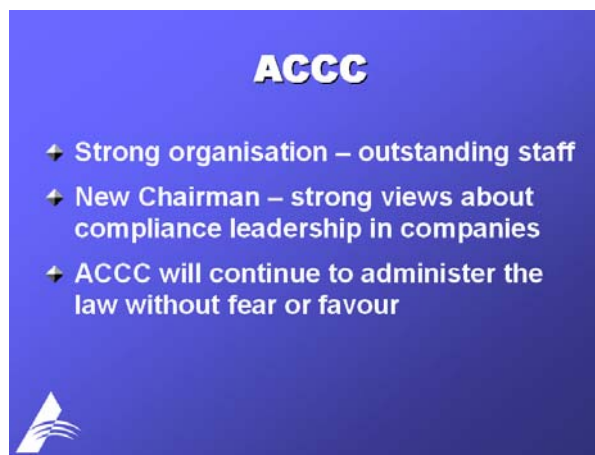 ACCC
Strong organisation – outstanding staff
New Chairman – strong views about
compliance leadership in companies
ACCC will continue to administer the
law without fear or favour